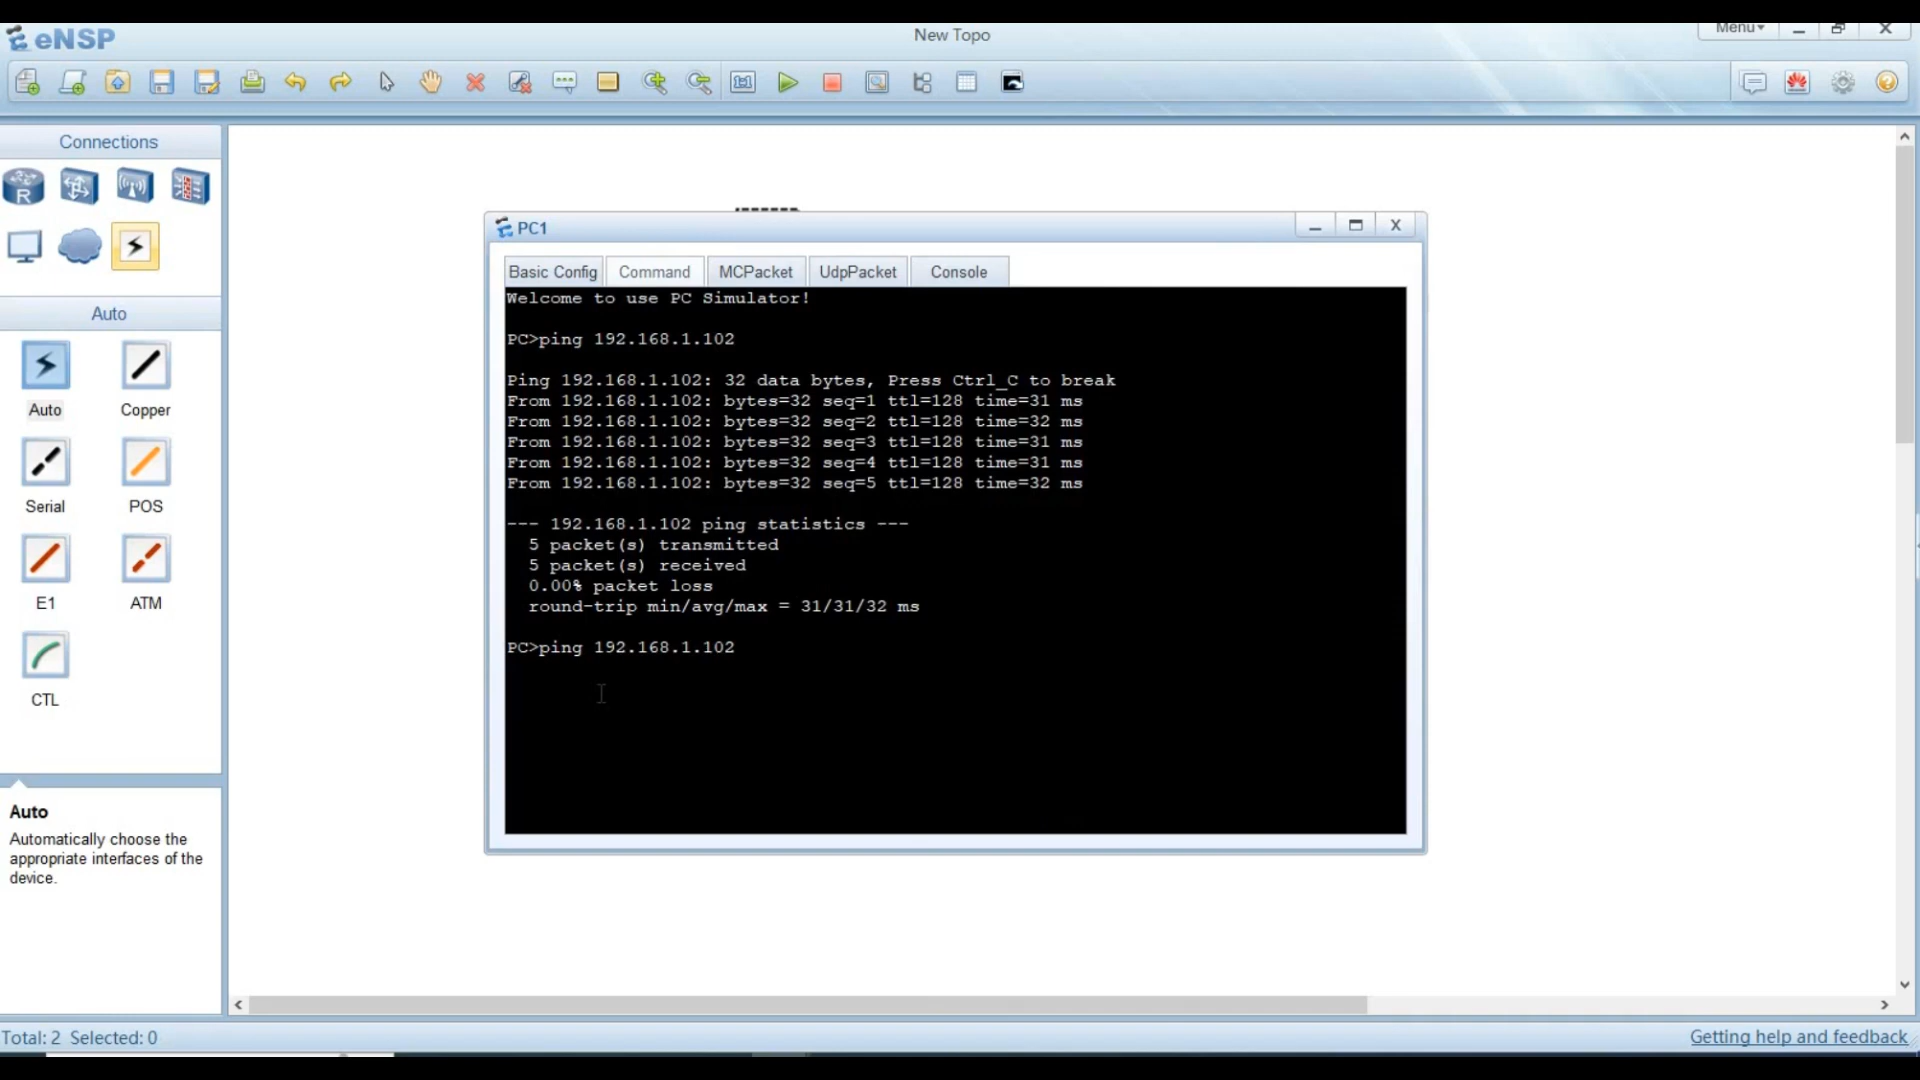 eNSP
New Topo
Menu
Connections
R
Auto
Auto
Copper
Serial
POS
E1
ATM
CTL
Auto
Automatically choose the
appropriate interfaces of the
device.
PC1
Basic Config
Command
MCPacket
UdpPacket
Console
Welcome to use PC Simulator!
PC>ping 192.168.1.102
Ping 192.168.1.102: 32 data bytes, Press Ctrl_C to break
From 192.168.1.102: bytes=32 seq=1 ttl=128 time=31 ms
From 192.168.1.102: bytes=32 seq=2 ttl=128 time=32 ms
From 192.168.1.102: bytes=32 seq=3 ttl=128 time=31 ms
From 192.168.1.102: bytes=32 seq=4 ttl=128 time=31 ms
From 192.168.1.102: bytes=32 seq=5 ttl=128 time=32 ms
--- 192.168.1.102 ping statistics ---
5 packet(s) transmitted
5 packet(s) received
0.00% packet loss
round-trip min/avg/max = 31/31/32 ms
PC>ping 192.168.1.102
Total: 2 Selected: 0
Getting help and feedback